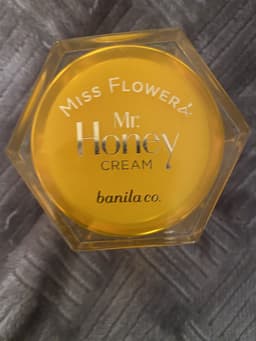 MISS FLOWER &
Mr.
Honey
CREAM
banila co.